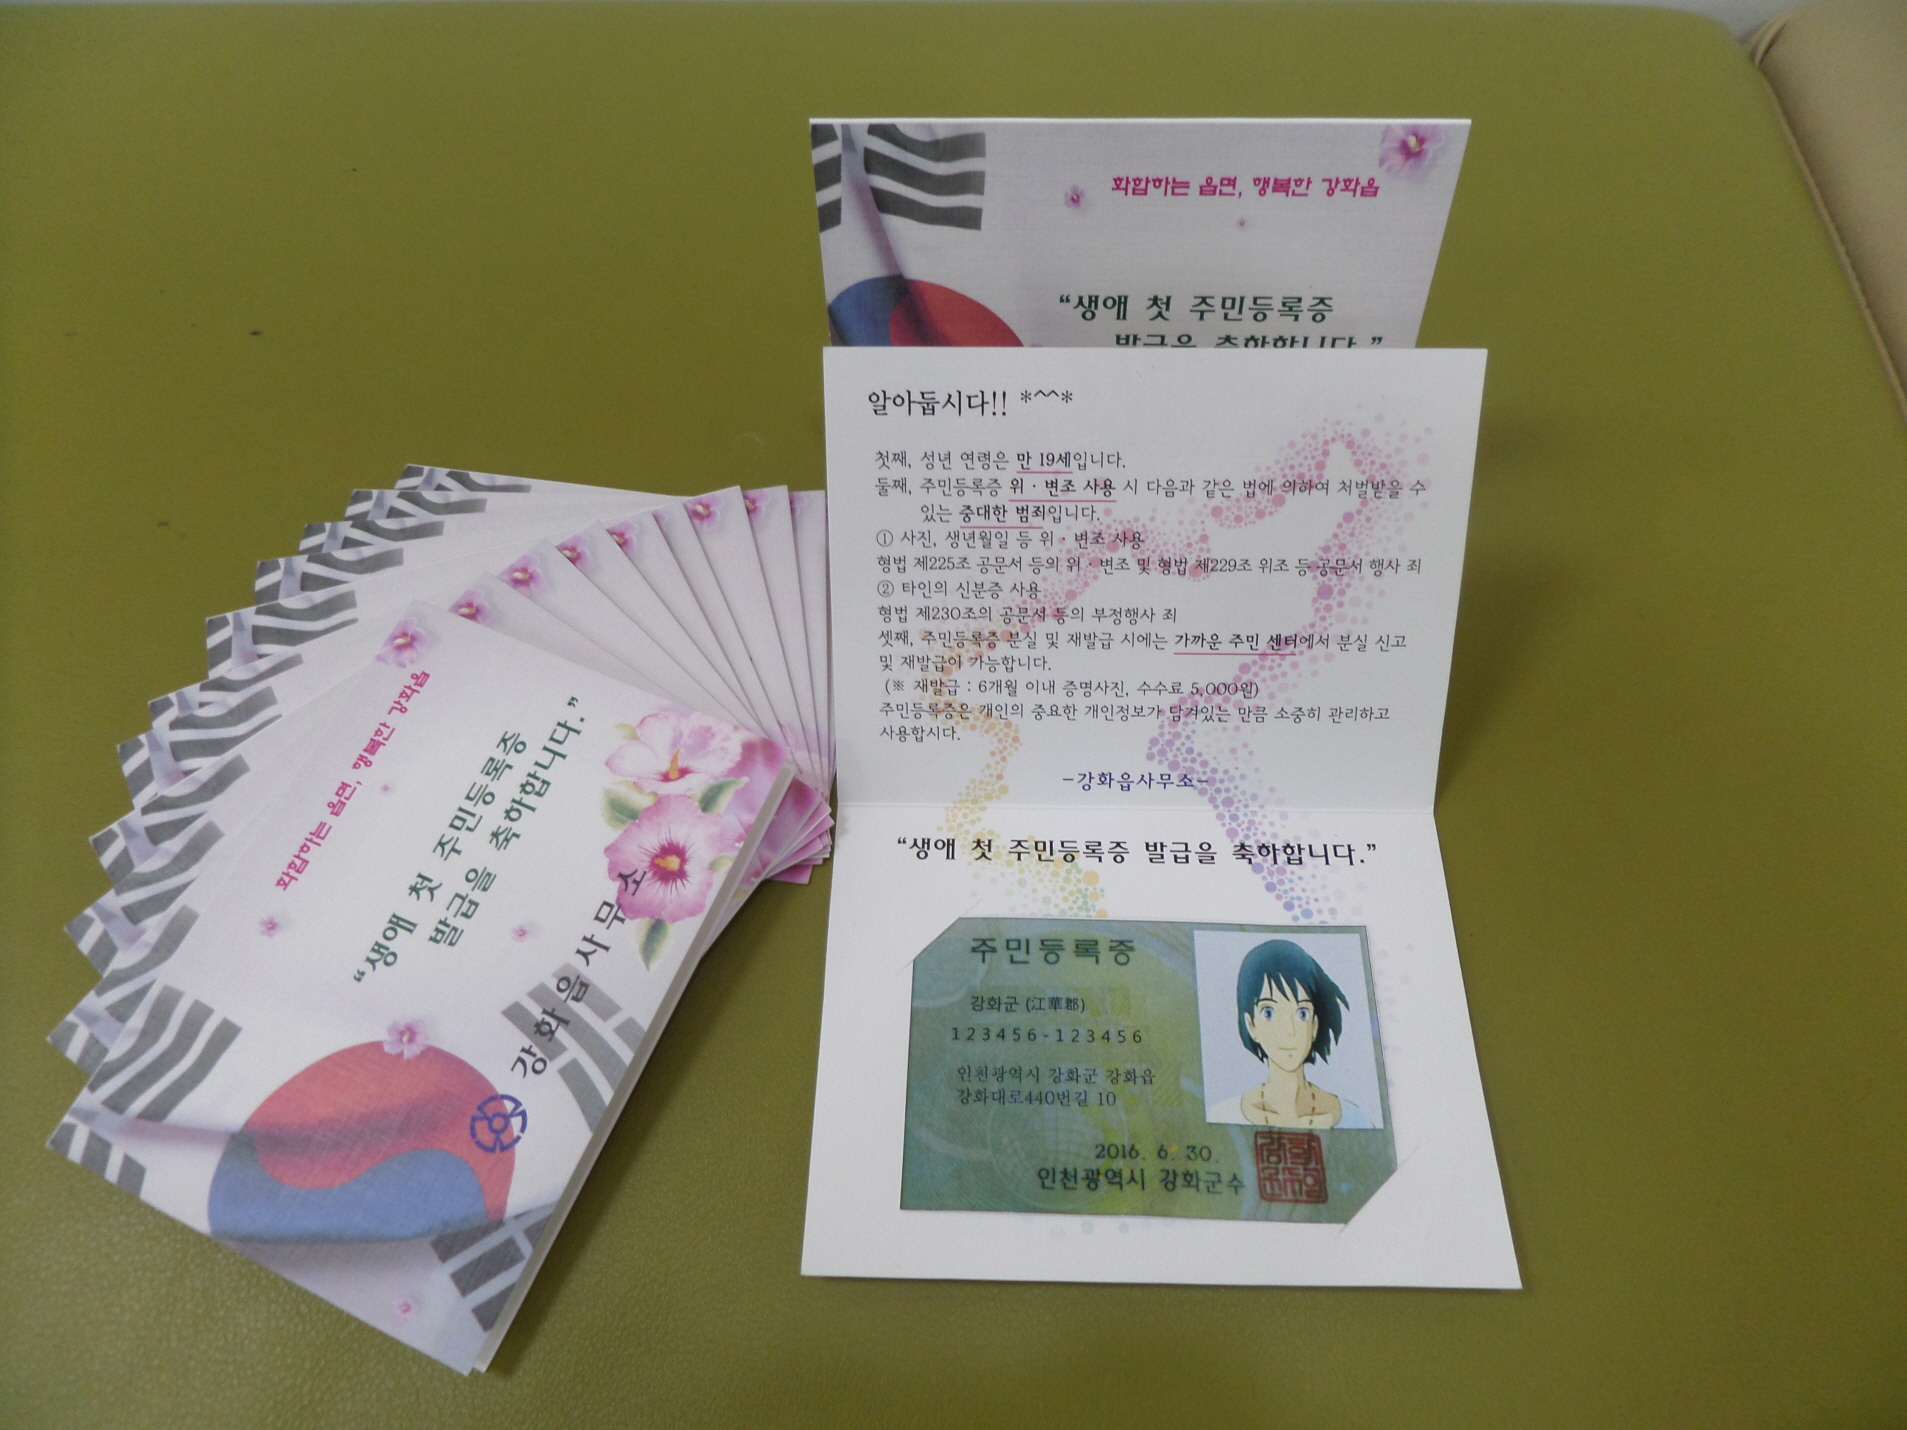 화합하는 읍면, 행복한 강화읍
“생애 첫 주민등록증
발급을 축하합니다.”
알아둡시다!! *^^*
첫째, 성년 연령은 만 19세입니다.
둘째, 주민등록증 위·변조 사용 시 다음과 같은 법에 의하여 처벌받을 수
있는 중대한 범죄입니다.
① 사진, 생년월일 등 위·변조 사용
형법 제225조 공문서 등의 위·변조 및 형법 제229조 위조 등 공문서 행사 죄
② 타인의 신분증 사용
형법 제230조의 공문서 등의 부정행사 죄
셋째, 주민등록증 분실 및 재발급 시에는 가까운 주민 센터에서 분실 신고
및 재발급이 가능합니다.
(※ 재발급 : 6개월 이내 증명사진, 수수료 5,000원)
주민등록증은 개인의 중요한 개인정보가 담겨있는 만큼 소중히 관리하고
사용합시다.
-강화읍사무소-
“생애 첫 주민등록증 발급을 축하합니다.”
주민등록증
강화군 (江華郡)
123456-123456
인천광역시 강화군 강화읍
강화대로440번길 10
2016. 6. 30.
인천광역시 강화군수
화합하는 읍면, 행복한 강화읍
“생애 첫 주민등록증
발급을 축하합니다.”
강화읍사무소